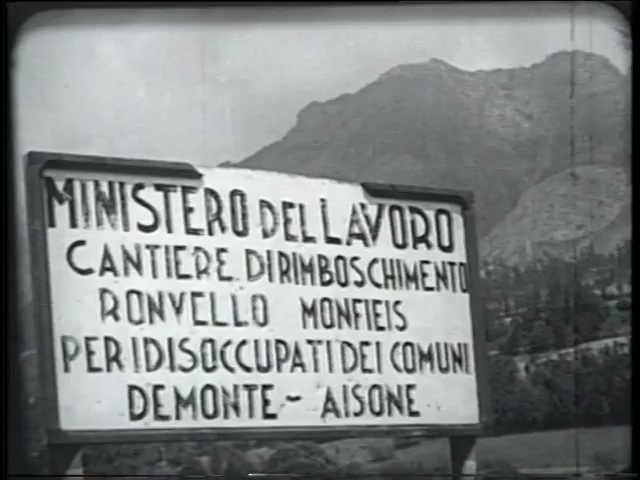 MINISTERO DEL LAVORO
CANTIERE DI RIMBOSCHIMENTO
RONVELLO MONFIEIS
PER I DISOCCUPATI DEI COMUNI
DEMONTE - AISONE